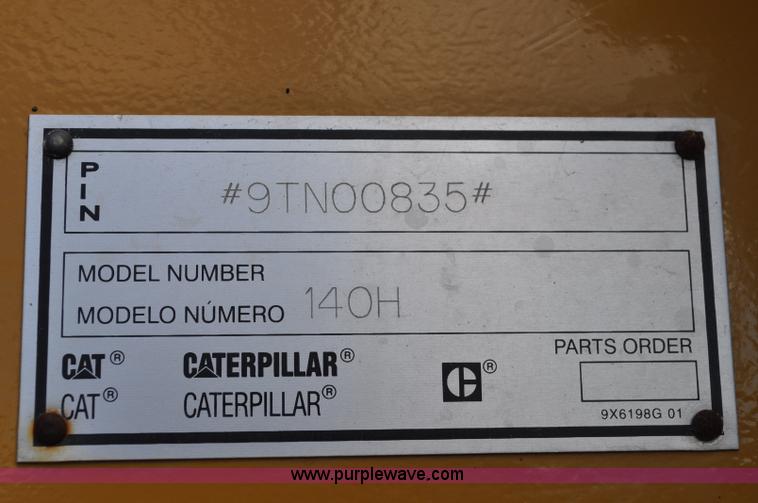 PIN
#9TN00835#
MODEL NUMBER
MODELO NÚMERO 140H
CAT® CATERPILLAR® ®
CAT® CATERPILLAR®
PARTS ORDER
9X6198G 01
www.purplewave.com